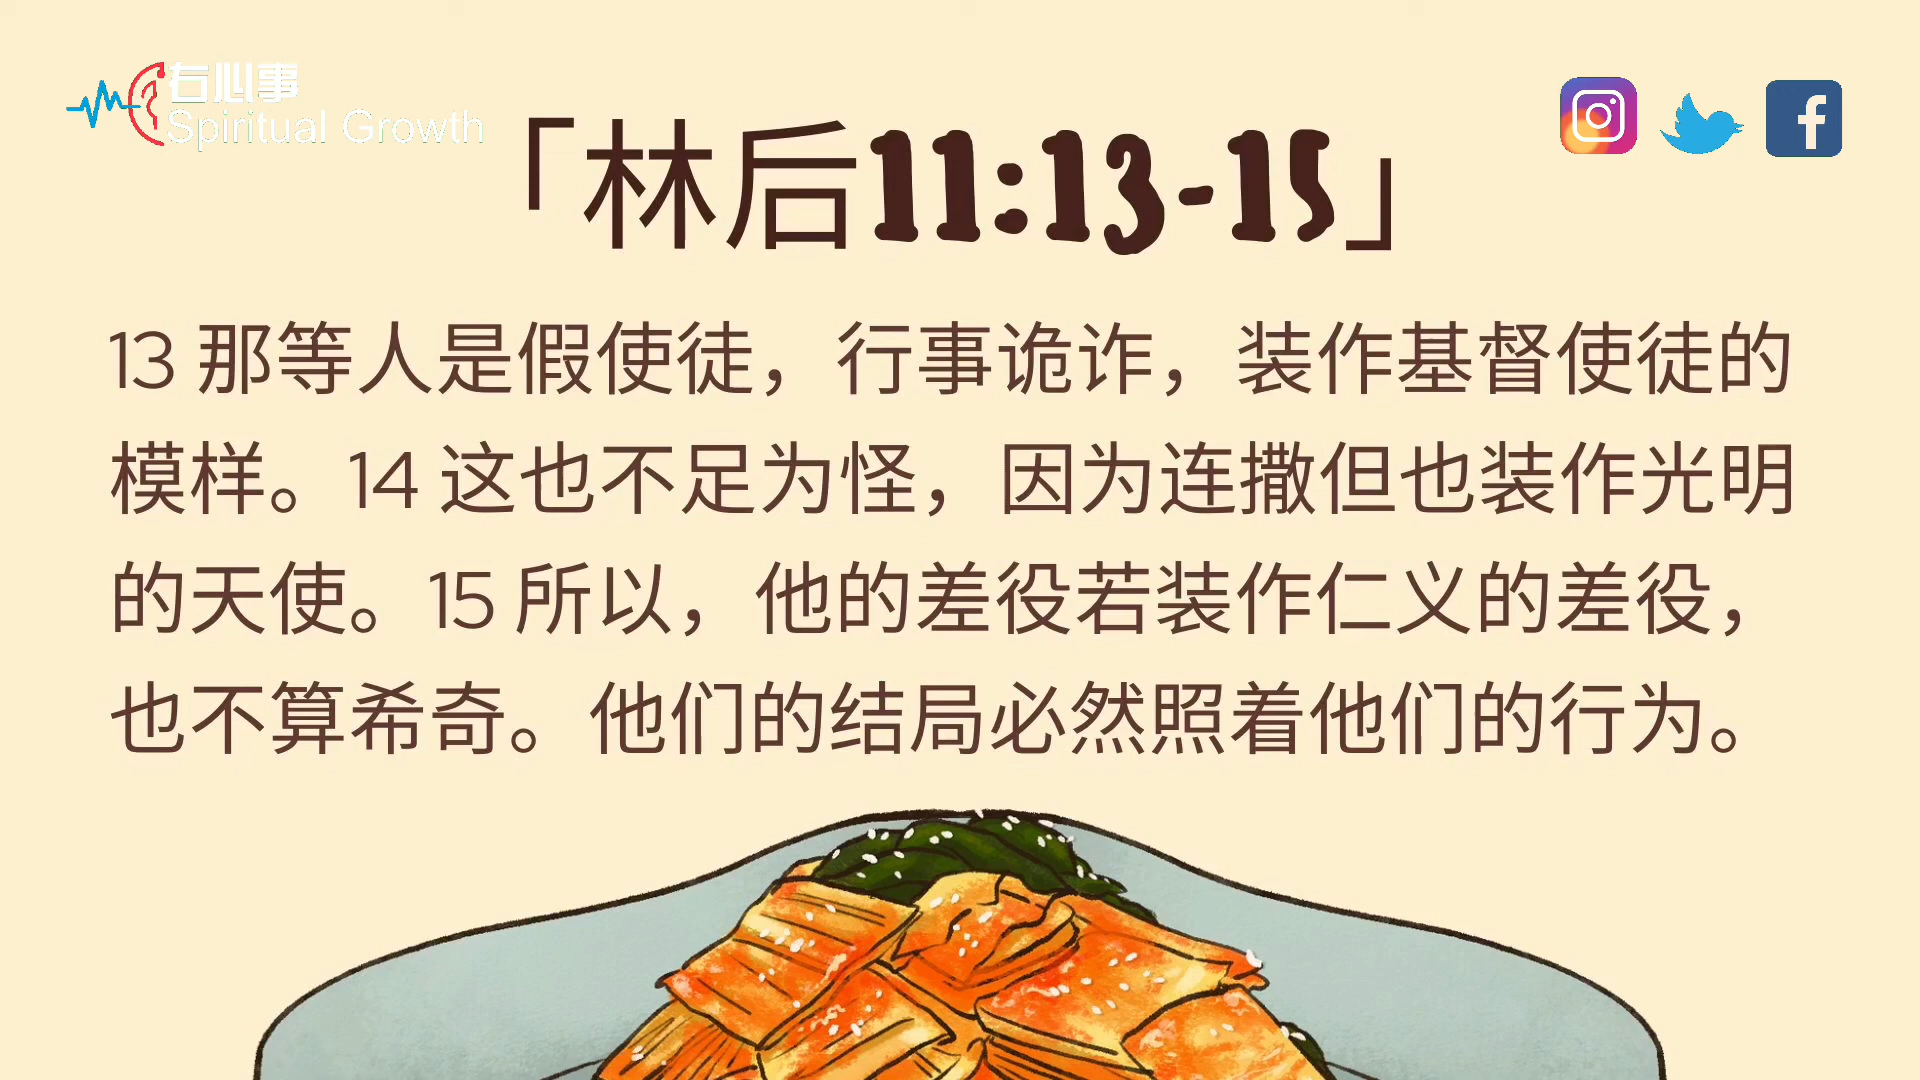 右心事
Spiritual Growth
「林后11:13-15」
13 那等人是假使徒，行事诡诈，装作基督使徒的
模样。14 这也不足为怪，因为连撒但也装作光明
的天使。15 所以，他的差役若装作仁义的差役，
也不算希奇。他们的结局必然照着他们的行为。